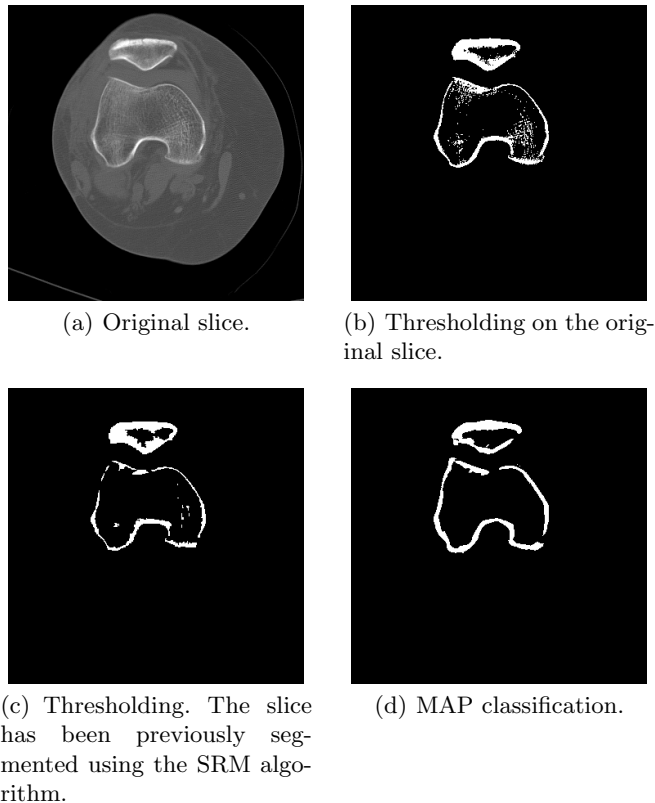 (a) Original slice.
(b) Thresholding on the orig-
inal slice.
(c) Thresholding. The slice
has been previously seg-
mented using the SRM algo-
rithm.
(d) MAP classification.